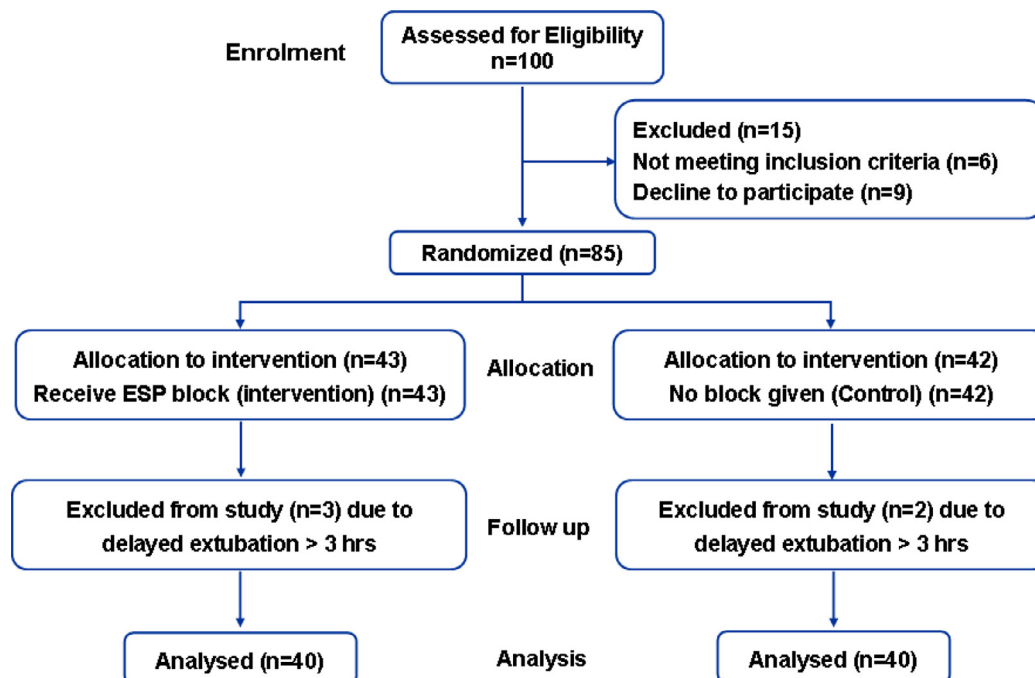 Enrolment
Assessed for Eligibility
n=100
Excluded (n=15)
Not meeting inclusion criteria (n=6)
Decline to participate (n=9)
Randomized (n=85)
Allocation to intervention (n=43)
Receive ESP block (intervention) (n=43)
Allocation
Allocation to intervention (n=42)
No block given (Control) (n=42)
Excluded from study (n=3) due to
delayed extubation > 3 hrs
Follow up
Excluded from study (n=2) due to
delayed extubation > 3 hrs
Analysed (n=40)
Analysis
Analysed (n=40)